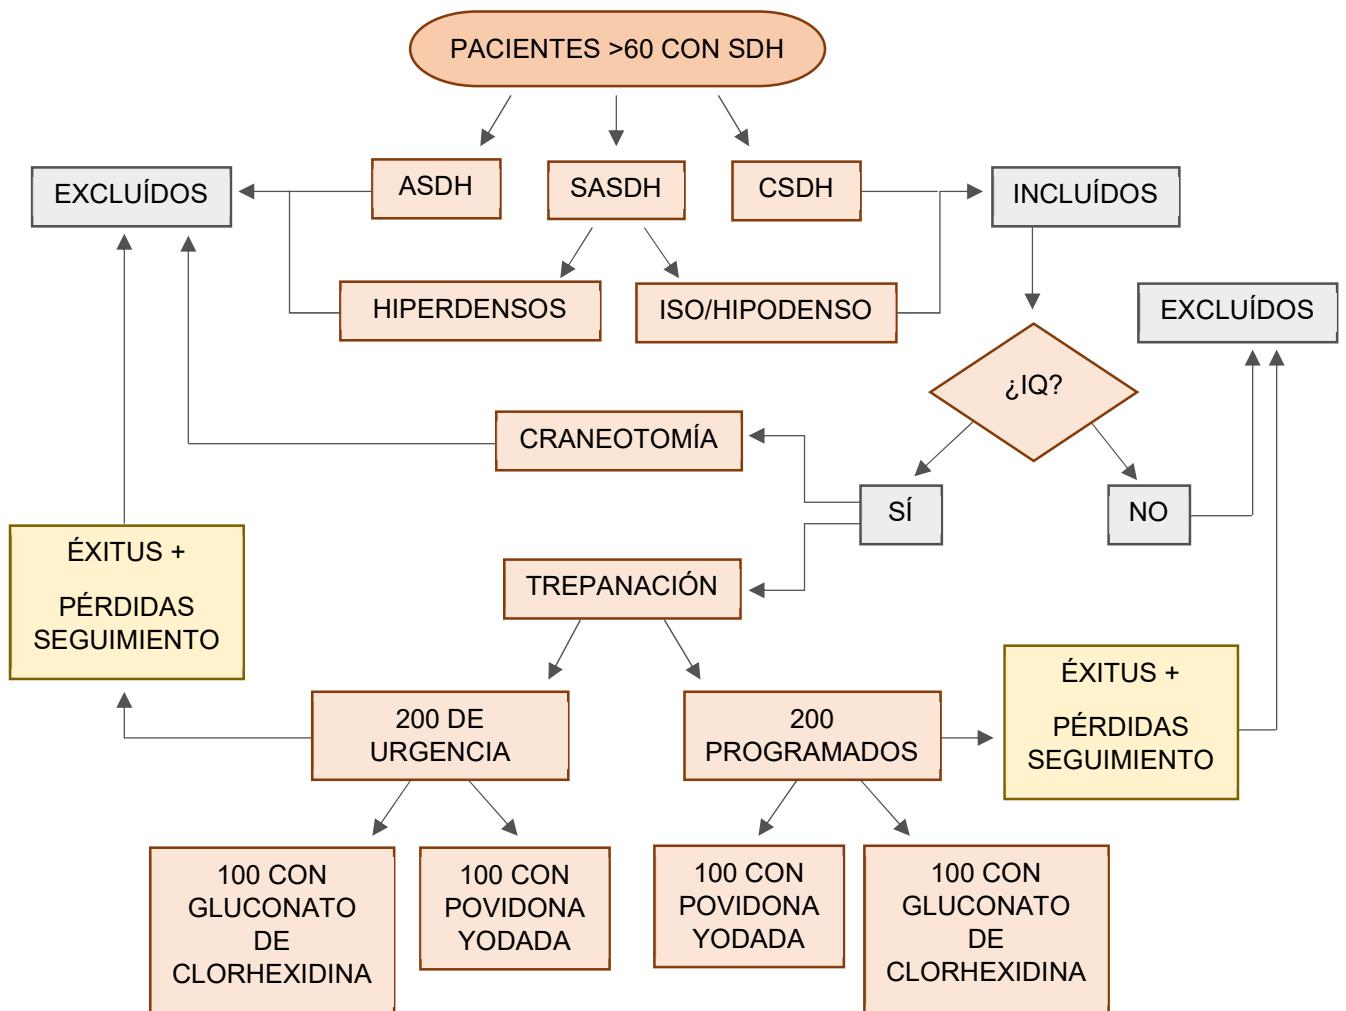 PACIENTES >60 CON SDH
EXCLUÍDOS
ASDH
SASDH
CSDH
INCLUÍDOS
HIPERDENSOS
ISO/HIPODENSO
EXCLUÍDOS
¿IQ?
CRANEOTOMÍA
SÍ
NO
ÉXITUS +
PÉRDIDAS
SEGUIMIENTO
TREPANACIÓN
200 DE
URGENCIA
200
PROGRAMADOS
ÉXITUS +
PÉRDIDAS
SEGUIMIENTO
100 CON
GLUCONATO
DE
CLORHEXIDINA
100 CON
POVIDONA
YODADA
100 CON
POVIDONA
YODADA
100 CON
GLUCONATO
DE
CLORHEXIDINA